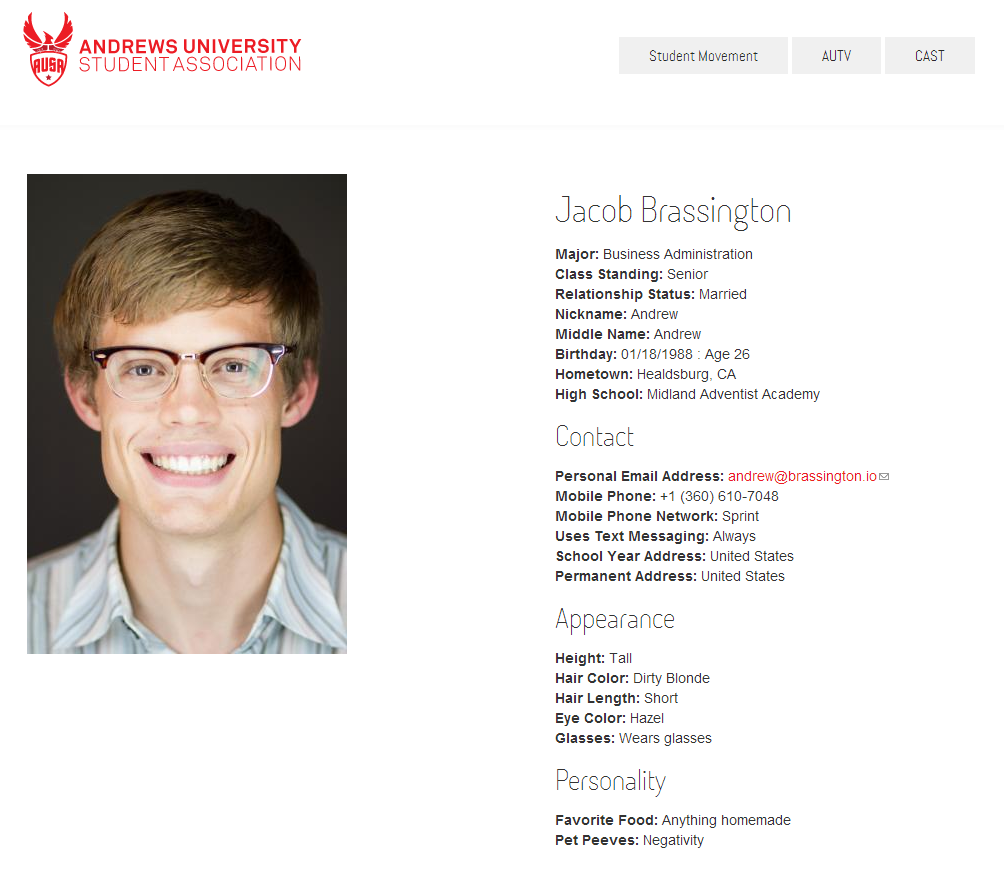 AUSA
ANDREWS UNIVERSITY
STUDENT ASSOCIATION
Student Movement
AUTV
CAST
Jacob Brassington
Major: Business Administration
Class Standing: Senior
Relationship Status: Married
Nickname: Andrew
Middle Name: Andrew
Birthday: 01/18/1988 : Age 26
Hometown: Healdsburg, CA
High School: Midland Adventist Academy
Contact
Personal Email Address: andrew@brassington.io
Mobile Phone: +1 (360) 610-7048
Mobile Phone Network: Sprint
Uses Text Messaging: Always
School Year Address: United States
Permanent Address: United States
Appearance
Height: Tall
Hair Color: Dirty Blonde
Hair Length: Short
Eye Color: Hazel
Glasses: Wears glasses
Personality
Favorite Food: Anything homemade
Pet Peeves: Negativity